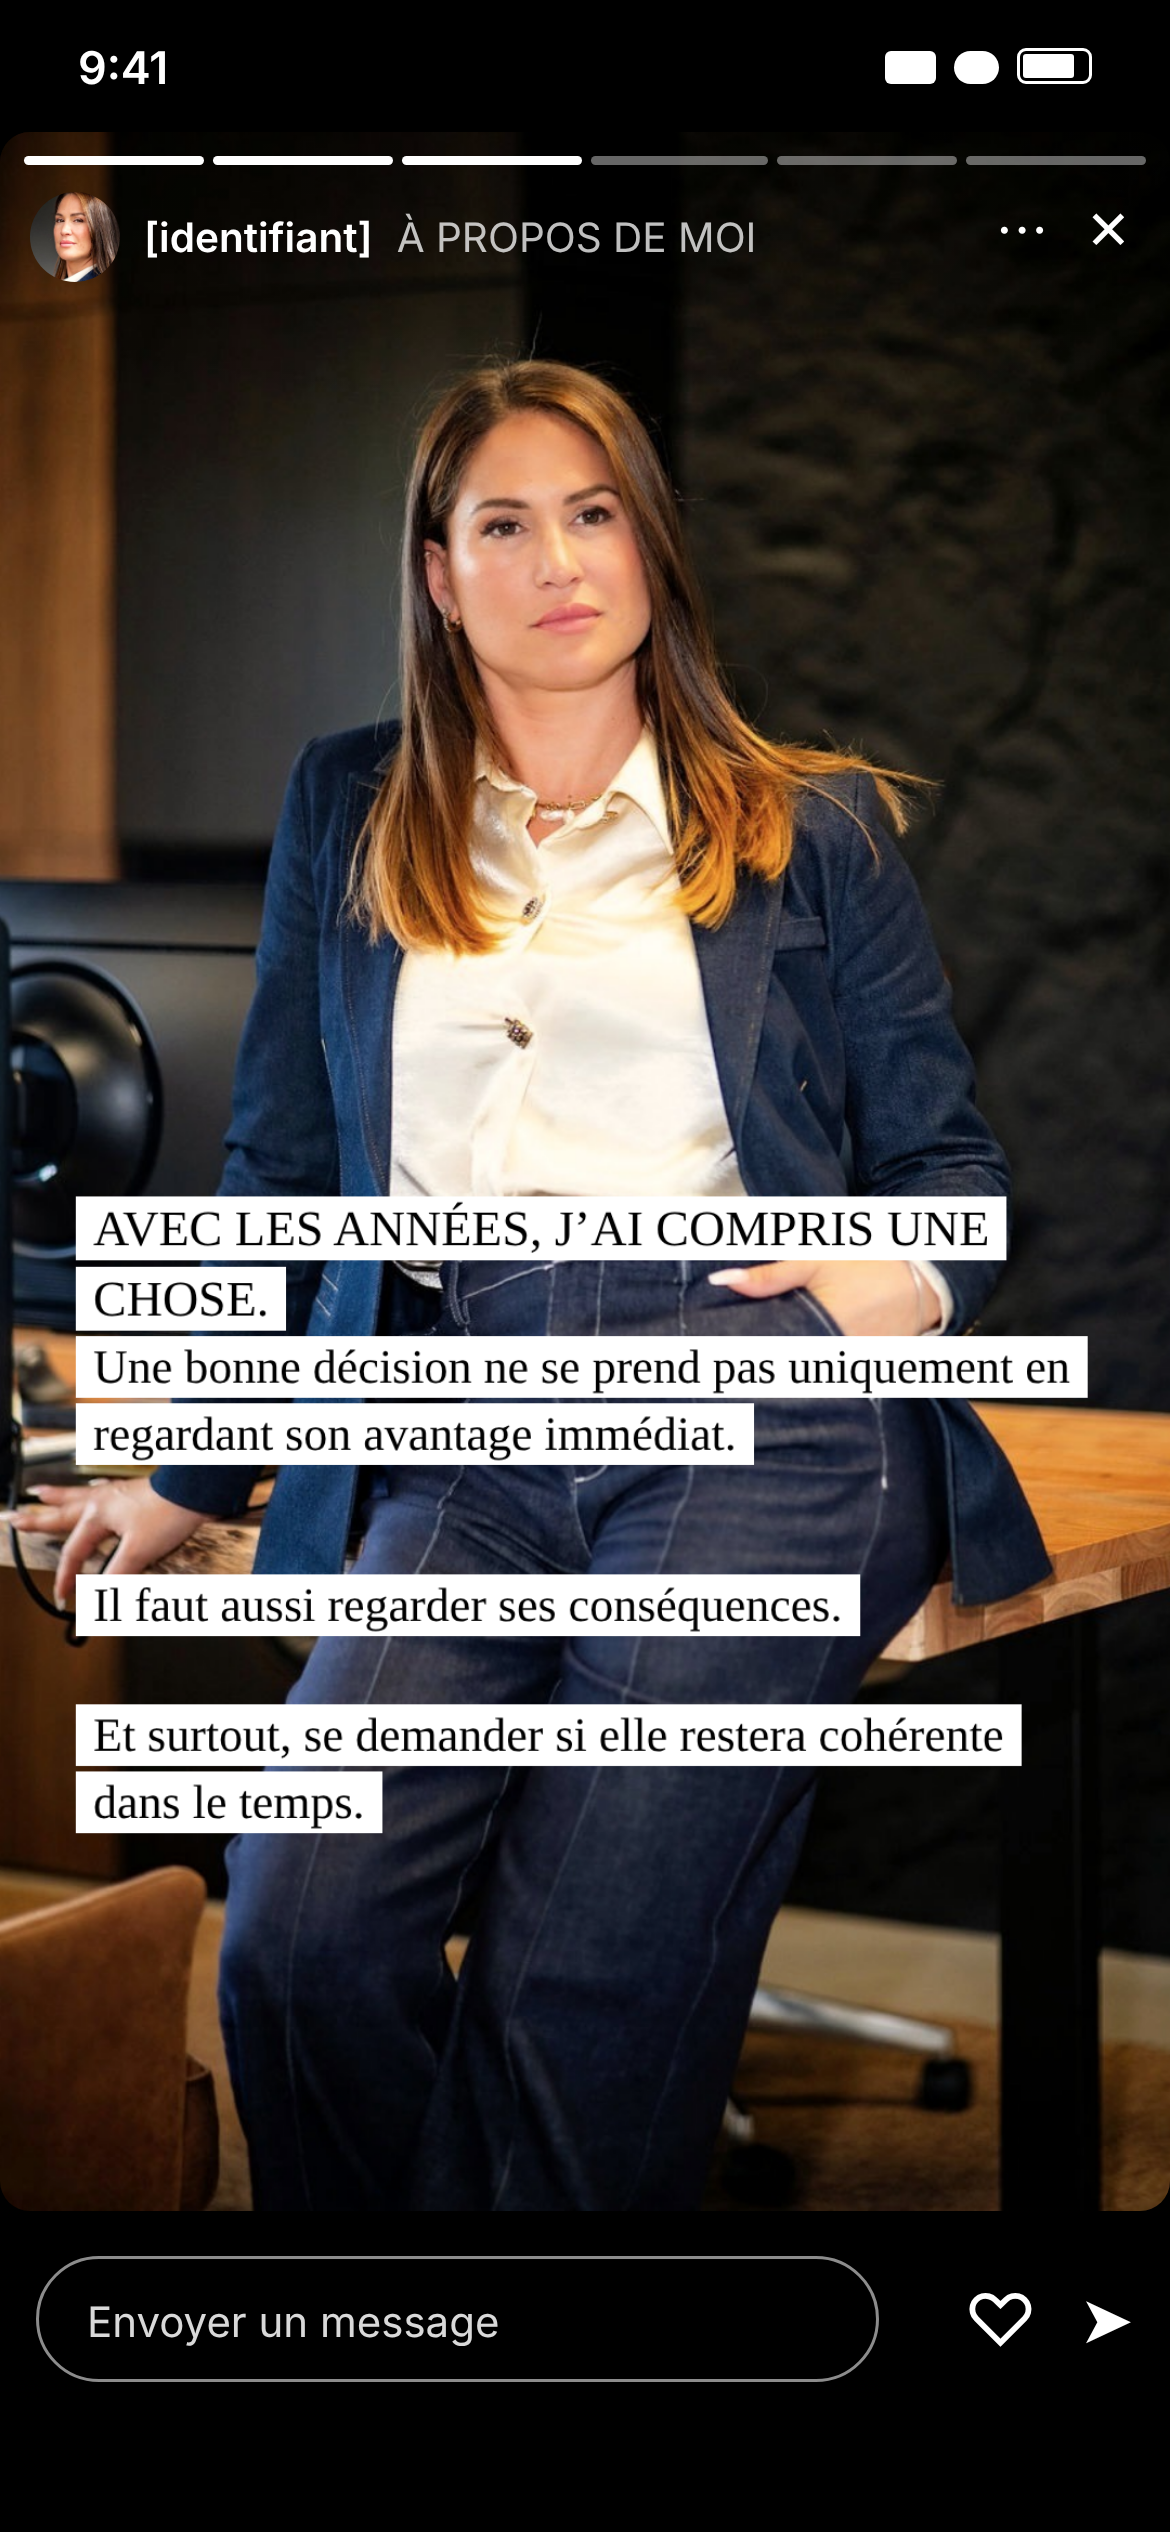 9:41
[identifiant] À PROPOS DE MOI
AVEC LES ANNÉES, J’AI COMPRIS UNE
CHOSE.
Une bonne décision ne se prend pas uniquement en
regardant son avantage immédiat.
Il faut aussi regarder ses conséquences.
Et surtout, se demander si elle restera cohérente
dans le temps.
Envoyer un message